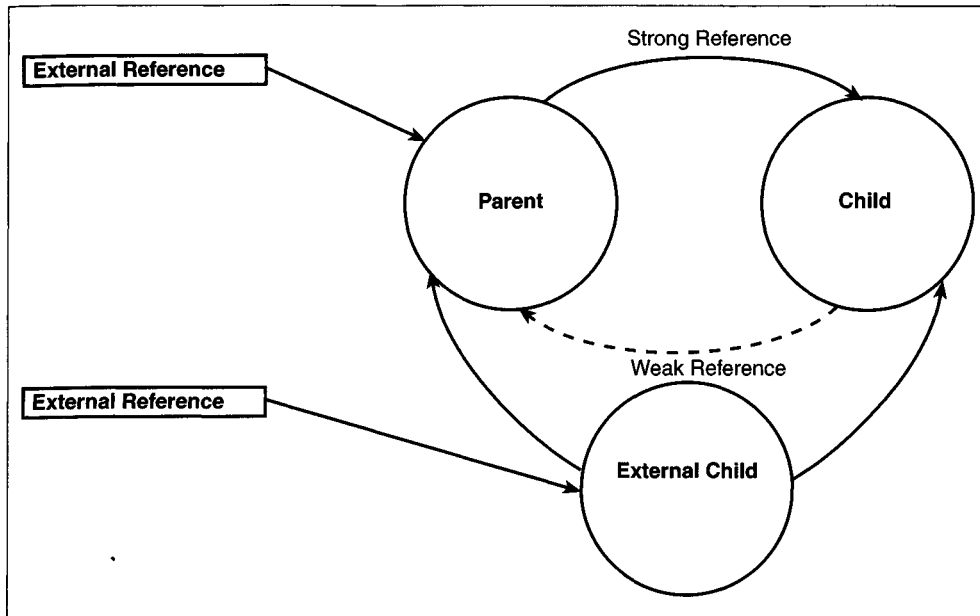 Strong Reference
External Reference
Parent
Child
Weak Reference
External Reference
External Child